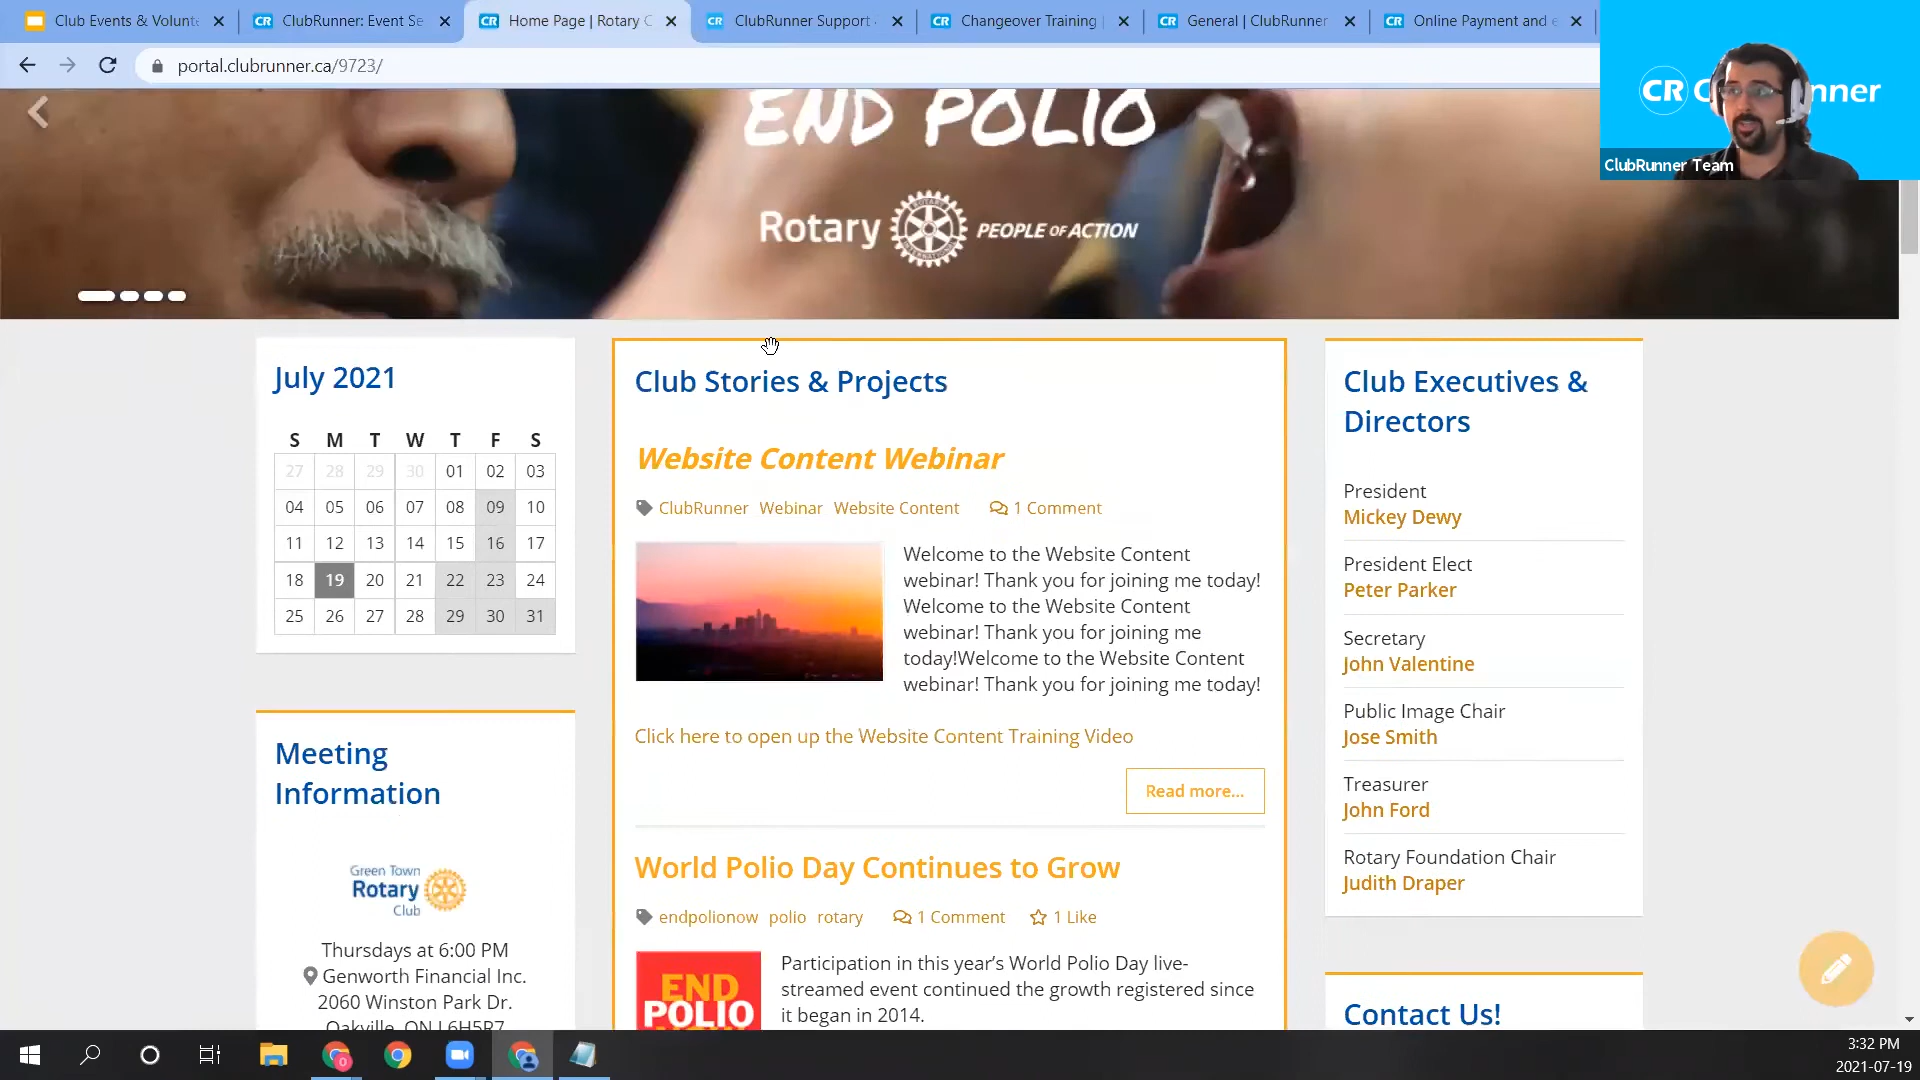 Club Events & Volunt
ClubRunner: Event Se
Home Page | Rotary C
ClubRunner Support
Changeover Training
General | ClubRunner
Online Payment and e
portal.clubrunner.ca/9723/
CR C nner
ClubRunner Team
END POLIO
Rotary PEOPLE OF ACTION
July 2021
S M T W T F S
27 28 29 30 01 02 03
04 05 06 07 08 09 10
11 12 13 14 15 16 17
18 19 20 21 22 23 24
25 26 27 28 29 30 31
Meeting
Information
Green Town
Rotary
Club
Thursdays at 6:00 PM
Genworth Financial Inc.
2060 Winston Park Dr.
Oakville, ON L6H5R7
Club Stories & Projects
Website Content Webinar
ClubRunner Webinar Website Content 1 Comment
Welcome to the Website Content
webinar! Thank you for joining me today!
Welcome to the Website Content
webinar! Thank you for joining me
today!Welcome to the Website Content
webinar! Thank you for joining me today!
Click here to open up the Website Content Training Video
Read more...
World Polio Day Continues to Grow
endpolionow polio rotary 1 Comment 1 Like
END
POLIO
Participation in this year's World Polio Day live-
streamed event continued the growth registered since
it began in 2014.
Club Executives &
Directors
President
Mickey Dewy
President Elect
Peter Parker
Secretary
John Valentine
Public Image Chair
Jose Smith
Treasurer
John Ford
Rotary Foundation Chair
Judith Draper
Contact Us!
3:32 PM
2021-07-19